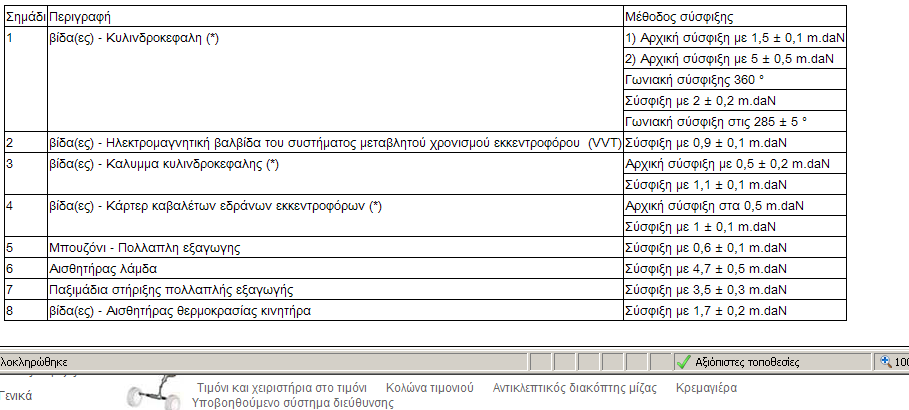 Σημάδι Περιγραφή Μέθοδος σύσφιξης
1 βίδα(ες) - Κυλινδροκεφαλη (*) 1) Αρχική σύσφιξη με 1,5 ± 0,1 m.daN
2) Αρχική σύσφιξη με 5 ± 0,5 m.daN
Γωνιακή σύσφιξης 360 °
Σύσφιξη με 2 ± 0,2 m.daN
Γωνιακή σύσφιξη στις 285 ± 5 °
2 βίδα(ες) - Ηλεκτρομαγνητική βαλβίδα του συστήματος μεταβλητού χρονισμού εκκεντροφόρου (VVT) Σύσφιξη με 0,9 ± 0,1 m.daN
3 βίδα(ες) - Καλυμμα κυλινδροκεφαλης (*) Αρχική σύσφιξη με 0,5 ± 0,2 m.daN
Σύσφιξη με 1,1 ± 0,1 m.daN
4 βίδα(ες) - Κάρτερ καβαλέτων εδράνων εκκεντροφόρων (*) Αρχική σύσφιξη στα 0,5 m.daN
Σύσφιξη με 1 ± 0,1 m.daN
5 Μπουζόνι - Πολλαπλη εξαγωγης Σύσφιξη με 0,6 ± 0,1 m.daN
6 Αισθητήρας λάμδα Σύσφιξη με 4,7 ± 0,5 m.daN
7 Παξιμάδια στήριξης πολλαπλής εξαγωγής Σύσφιξη με 3,5 ± 0,3 m.daN
8 βίδα(ες) - Αισθητήρας θερμοκρασίας κινητήρα Σύσφιξη με 1,7 ± 0,2 m.daN
λοκληρώθηκε Αξιόπιστες τοποθεσίες 100
Γενικά Τιμόνι και χειριστήρια στο τιμόνι Κολώνα τιμονιού Αντικλεπτικός διακόπτης μίζας Κρεμαγιέρα
Υποβοηθούμενο σύστημα διεύθυνσης